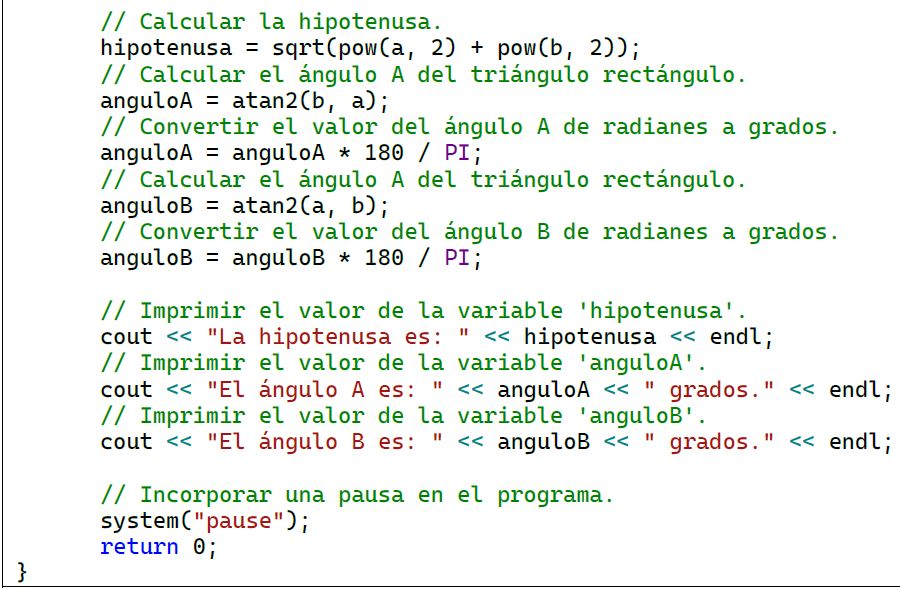 // Calcular la hipotenusa.
hipotenusa = sqrt(pow(a, 2) + pow(b, 2));
// Calcular el ángulo A del triángulo rectángulo.
anguloA = atan2(b, a);
// Convertir el valor del ángulo A de radianes a grados.
anguloA = anguloA * 180 / PI;
// Calcular el ángulo A del triángulo rectángulo.
anguloB = atan2(a, b);
// Convertir el valor del ángulo B de radianes a grados.
anguloB = anguloB * 180 / PI;
// Imprimir el valor de la variable 'hipotenusa'.
cout << "La hipotenusa es: " << hipotenusa << endl;
// Imprimir el valor de la variable 'anguloA'.
cout << "El ángulo A es: " << anguloA << " grados." << endl;
// Imprimir el valor de la variable 'anguloB'.
cout << "El ángulo B es: " << anguloB << " grados." << endl;
// Incorporar una pausa en el programa.
system("pause");
return 0;
}